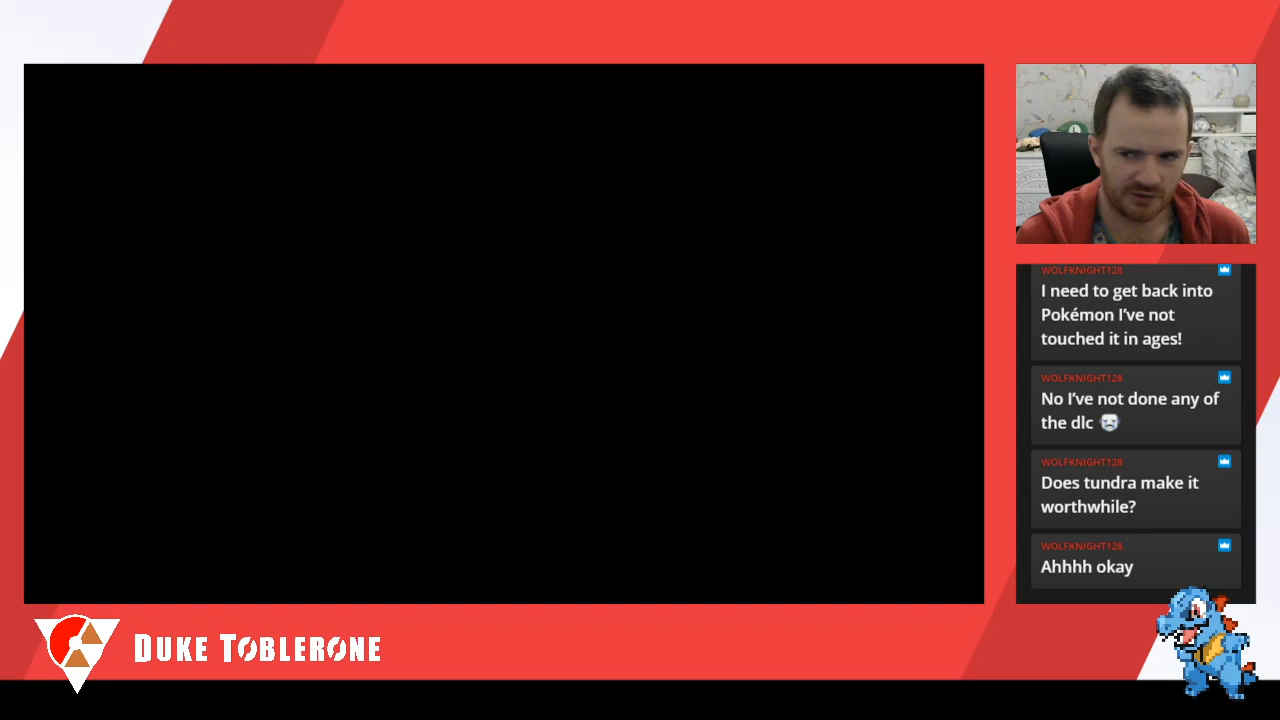 WOLFKNIGHT128
I need to get back into
Pokémon I've not
touched it in ages!
WOLFKNIGHT128
No I've not done any of
the dlc
WOLFKNIGHT128
Does tundra make it
worthwhile?
WOLFKNIGHT128
Ahhhh okay
DUKE TOBLERONE